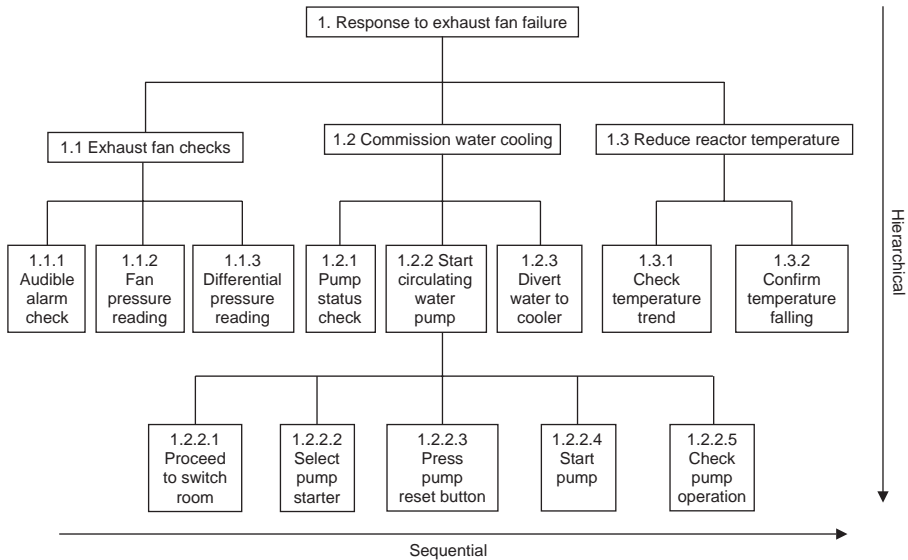 1. Response to exhaust fan failure
1.1 Exhaust fan checks
1.2 Commission water cooling
1.3 Reduce reactor temperature
1.1.1
Audible
alarm
check
1.1.2
Fan
pressure
reading
1.1.3
Differential
pressure
reading
1.2.1
Pump
status
check
1.2.2 Start
circulating
water
pump
1.2.3
Divert
water to
cooler
1.3.1
Check
temperature
trend
1.3.2
Confirm
temperature
falling
Hierarchical
1.2.2.1
Proceed
to switch
room
1.2.2.2
Select
pump
starter
1.2.2.3
Press
pump
reset button
1.2.2.4
Start
pump
1.2.2.5
Check
pump
operation
Sequential